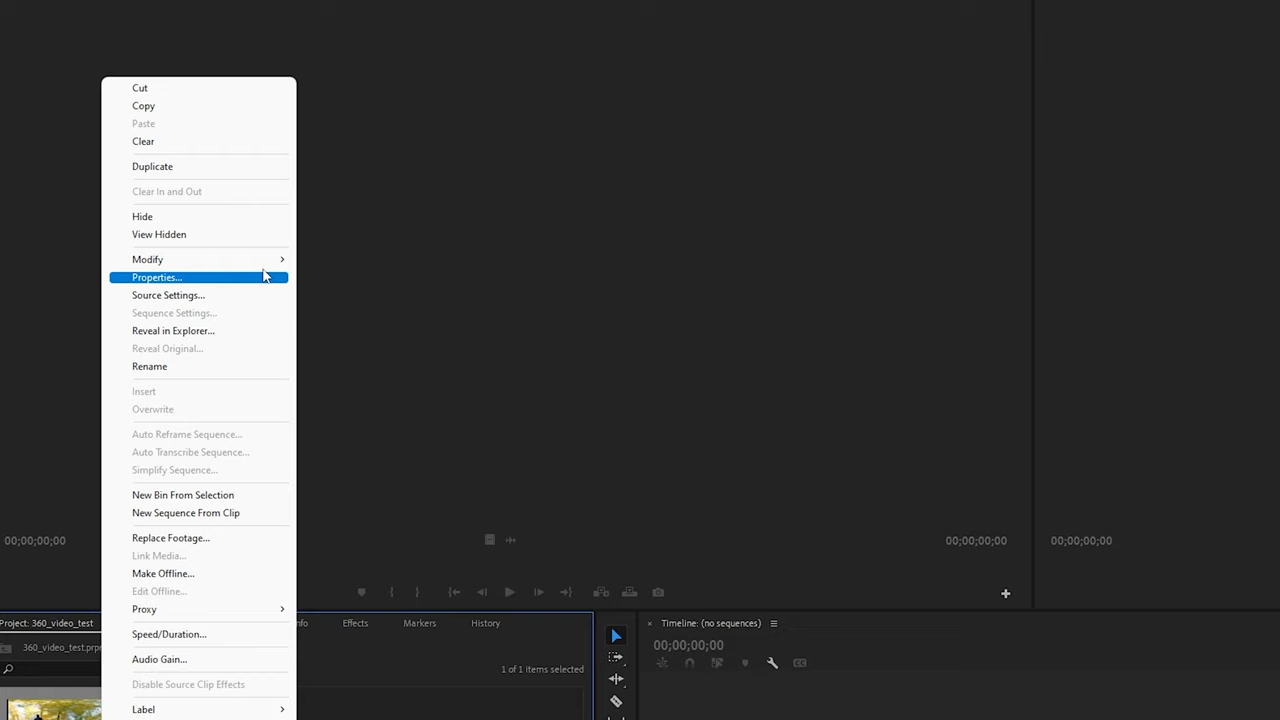 Cut
Copy
Paste
Clear
Duplicate
Clear In and Out
Hide
View Hidden
Modify
Properties...
Source Settings...
Sequence Settings...
Reveal in Explorer...
Reveal Original...
Rename
Insert
Overwrite
Auto Reframe Sequence...
Auto Transcribe Sequence...
Simplify Sequence...
New Bin From Selection
New Sequence From Clip
Replace Footage...
Link Media...
Make Offline...
Edit Offline...
Proxy
Speed/Duration...
Audio Gain...
Disable Source Clip Effects
Label
00;00;00;00
00;00;00;00
00;00;00;00
Project: 360_video_test
Effects
Markers
History
Timeline: (no sequences)
00;00;00;00
1 of 1 items selected